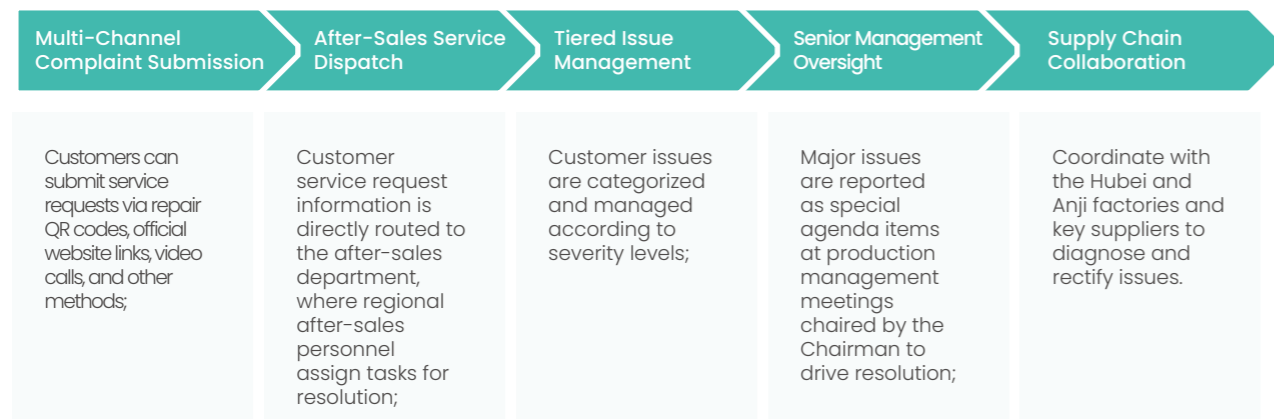 Multi-Channel
Complaint Submission
After-Sales Service
Dispatch
Tiered Issue
Management
Senior Management
Oversight
Supply Chain
Collaboration
Customers can
submit service
requests via repair
QR codes, official
website links, video
calls, and other
methods;
Customer
service request
information is
directly routed to
the after-sales
department,
where regional
after-sales
personnel
assign tasks for
resolution;
Customer issues
are categorized
and managed
according to
severity levels;
Major issues
are reported
as special
agenda items
at production
management
meetings
chaired by the
Chairman to
drive resolution;
Coordinate with
the Hubei and
Anji factories and
key suppliers to
diagnose and
rectify issues.